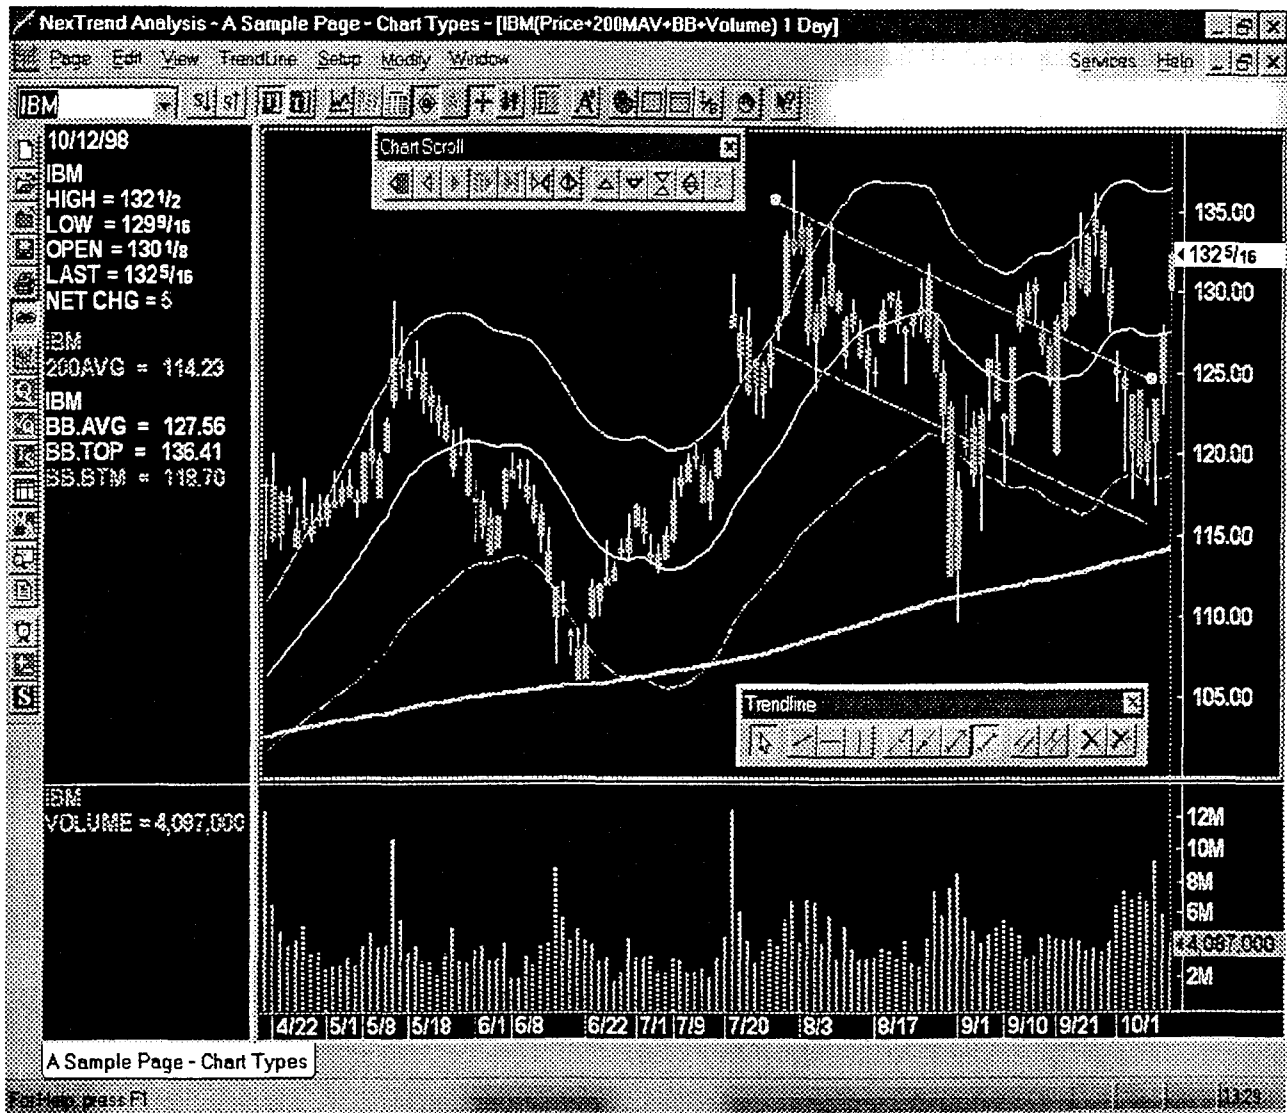 NexTrend Analysis - A Sample Page - Chart Types - [IBM(Price+200MAV+BB+Volume) 1 Day]
Page Edit View TrendLine Setup Modify Window Services Help
IBM
10/12/98
IBM
HIGH = 132 1/2
LOW = 129 9/16
OPEN = 130 1/8
LAST = 132 5/16
NET CHG =
IBM
200AVG = 114.23
IBM
BB.AVG = 127.56
BB.TOP = 136.41
BB.BTM = 118.70
Chart Scroll
135.00
132 5/16
130.00
125.00
120.00
115.00
110.00
105.00
Trendline
IBM
VOLUME = 4,097,000
12M
10M
8M
6M
4,097,000
2M
4/22 5/1 5/8 5/18 6/1 6/8 6/22 7/1 7/9 7/20 8/3 8/17 9/1 9/10 9/21 10/1
A Sample Page - Chart Types
For Help, press F1
13:29